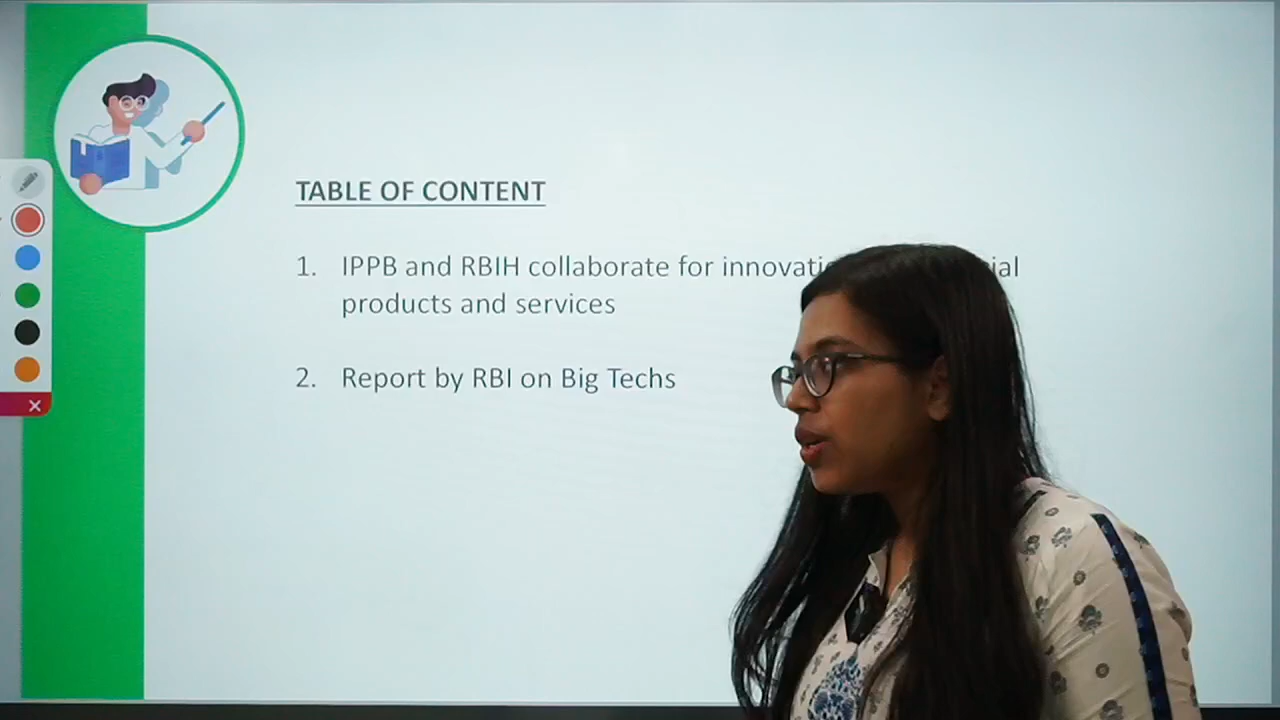 TABLE OF CONTENT
1. IPPB and RBIH collaborate for
products and services
2. Report by RBI on Big Techs